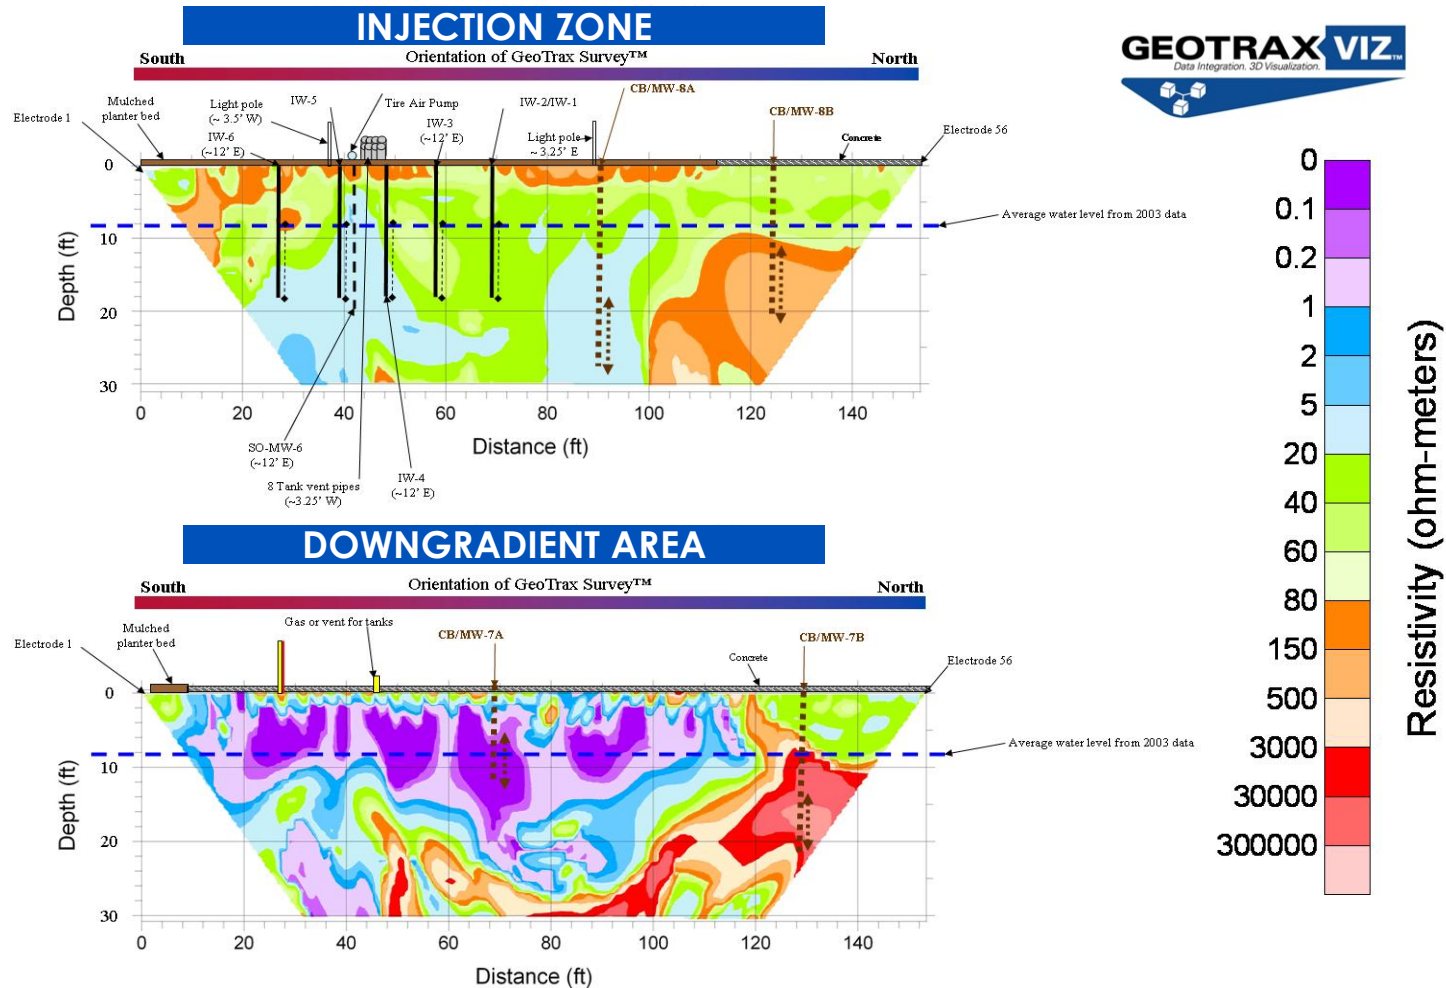 INJECTION ZONE
South
Orientation of GeoTrax Survey™
North
GEOTRAX VIZ™
Data Integration. 3D Visualization.
Electrode 1
Mulched
planter bed
Light pole
(~ 3.5' W)
IW-6
(~12' E)
IW-5
Tire Air Pump
IW-3
(~12' E)
IW-2/IW-1
Light pole
~ 3.25' E
CB/MW-8A
CB/MW-8B
Concrete
Electrode 56
Average water level from 2003 data
Depth (ft)
0
10
20
30
0
20
40
60
80
100
120
140
Distance (ft)
SO-MW-6
(~12' E)
8 Tank vent pipes
(~3.25' W)
IW-4
(~12' E)
DOWNGRADIENT AREA
South
Orientation of GeoTrax Survey™
North
Electrode 1
Mulched
planter bed
Gas or vent for tanks
CB/MW-7A
CB/MW-7B
Concrete
Electrode 56
Average water level from 2003 data
Depth (ft)
0
10
20
30
0
20
40
60
80
100
120
140
Distance (ft)
0
0.1
0.2
1
2
5
20
40
60
80
150
500
3000
30000
300000
Resistivity (ohm-meters)